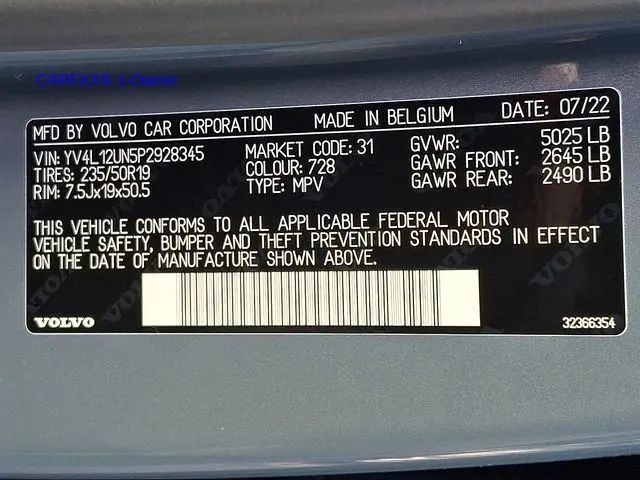 CARFAX® 1-Owner
MFD BY VOLVO CAR CORPORATION MADE IN BELGIUM DATE: 07/22
VIN: YV4L12UN5P2928345 MARKET CODE: 31 GVWR: 5025 LB
TIRES: 235/50R19 COLOUR: 728 GAWR FRONT: 2645 LB
RIM: 7.5Jx19x50.5 TYPE: MPV GAWR REAR: 2490 LB
THIS VEHICLE CONFORMS TO ALL APPLICABLE FEDERAL MOTOR
VEHICLE SAFETY, BUMPER AND THEFT PREVENTION STANDARDS IN EFFECT
ON THE DATE OF MANUFACTURE SHOWN ABOVE.
VOLVO 32366354